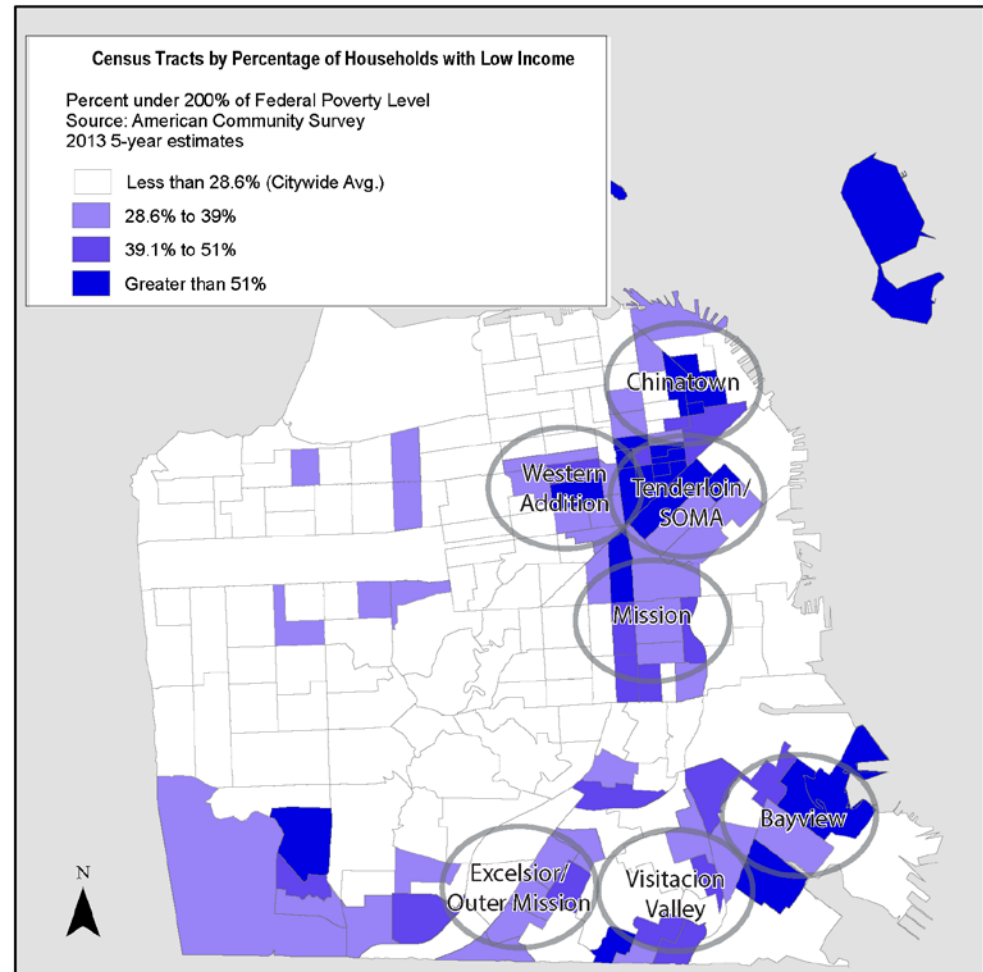 Census Tracts by Percentage of Households with Low Income
Percent under 200% of Federal Poverty Level
Source: American Community Survey
2013 5-year estimates
Less than 28.6% (Citywide Avg.)
28.6% to 39%
39.1% to 51%
Greater than 51%
Chinatown
Western
Addition
Tenderloin/
SOMA
Mission
Bayview
Excelsior/
Outer Mission
Visitacion
Valley
N